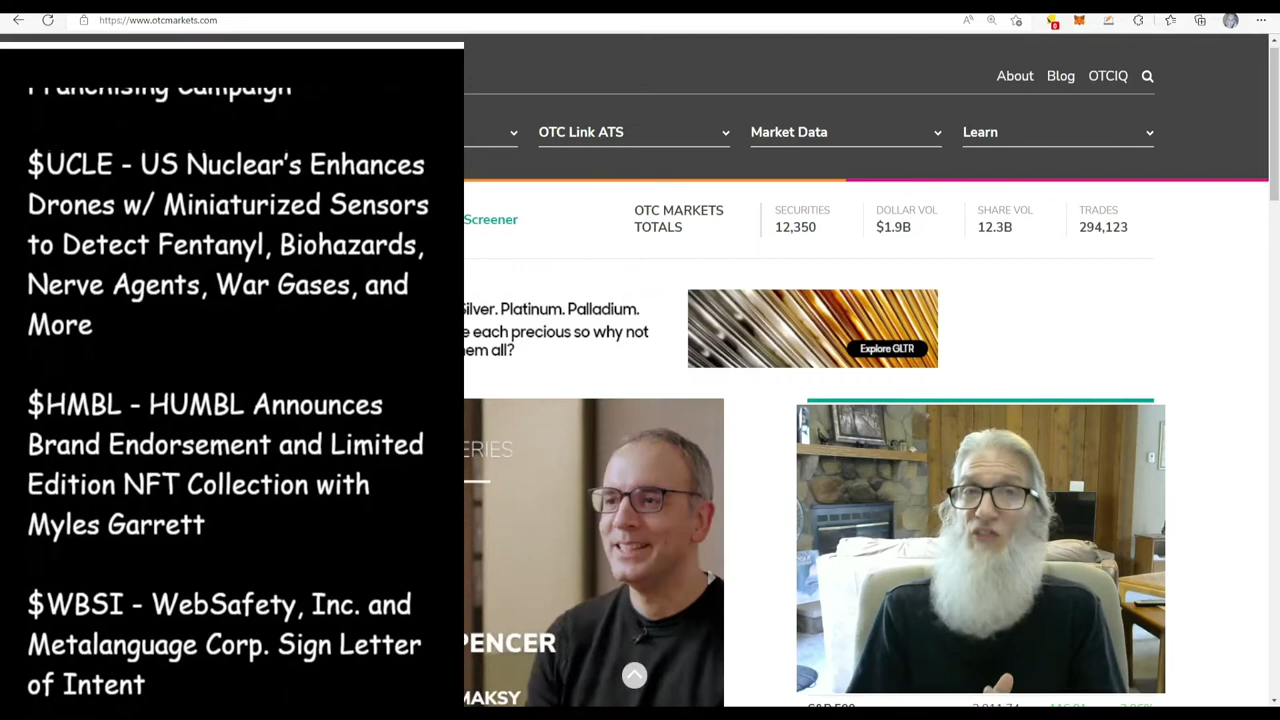 https://www.otcmarkets.com
About Blog OTCIQ
OTC Link ATS Market Data Learn
Franchising Campaign
$UCLE - US Nuclear's Enhances
Drones w/ Miniaturized Sensors
to Detect Fentanyl, Biohazards,
Nerve Agents, War Gases, and
More
$HMBL - HUMBL Announces
Brand Endorsement and Limited
Edition NFT Collection with
Myles Garrett
$WBSI - WebSafety, Inc. and
Metalanguage Corp. Sign Letter
of Intent
Screener
OTC MARKETS
TOTALS
SECURITIES
12,350
DOLLAR VOL
$1.9B
SHARE VOL
12.3B
TRADES
294,123
Silver. Platinum. Palladium.
e each precious so why not
em all?
Explore GLTR
ERIES
PENCER
MAKSY